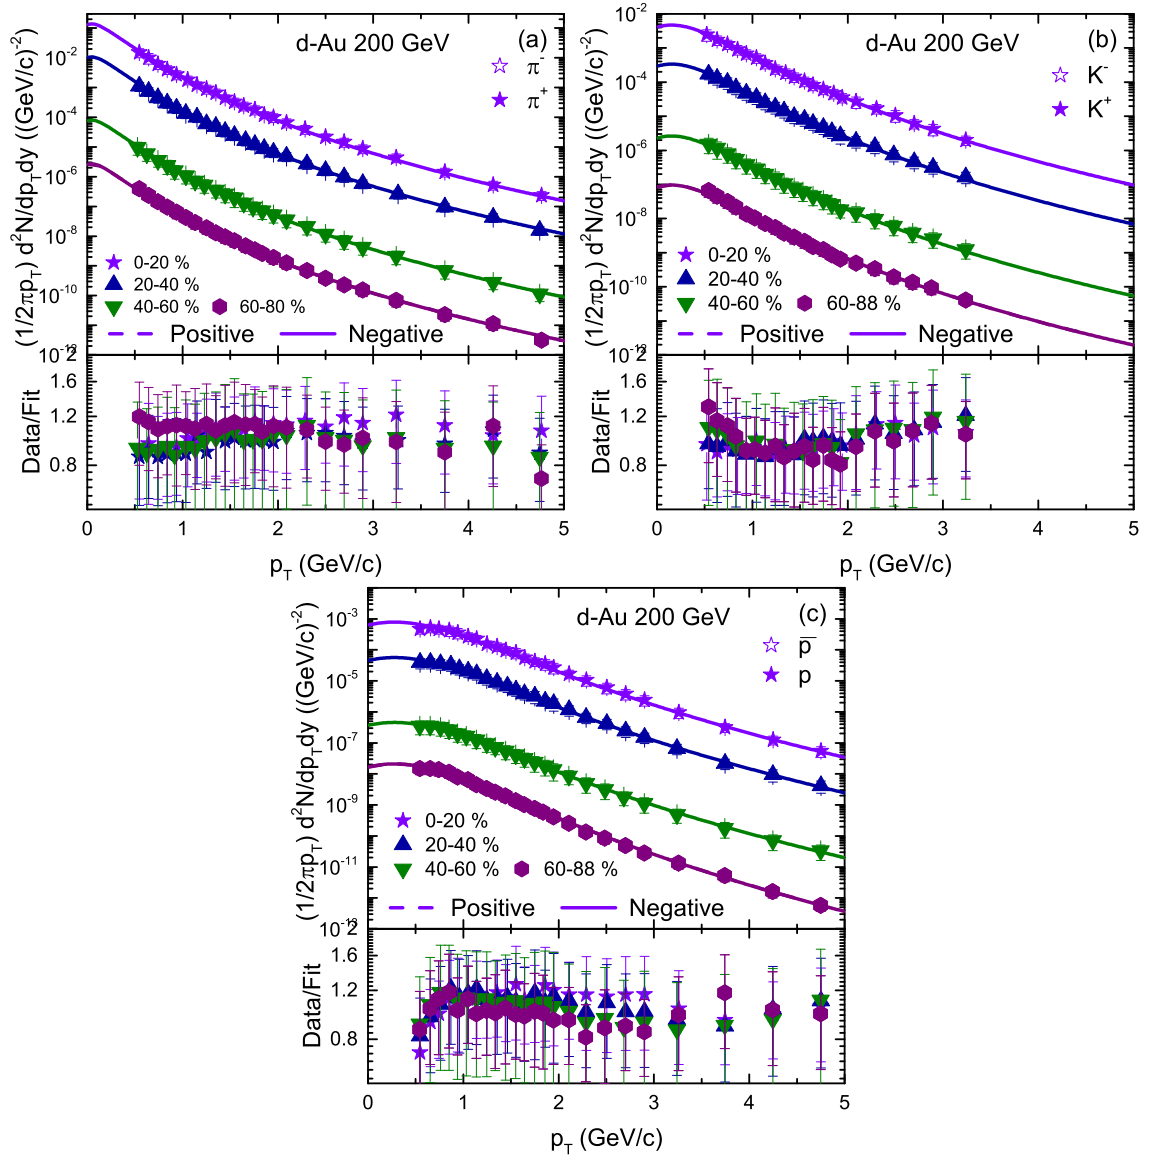 (1/2πp_T) d²N/dp_Tdy ((GeV/c)⁻²)
10⁻²
10⁻⁴
10⁻⁶
10⁻⁸
10⁻¹⁰
10⁻¹²
d-Au 200 GeV
(a)
π⁻
π⁺
0-20 %
20-40 %
40-60 % 60-80 %
Positive Negative
Data/Fit
1.6
1.2
0.8
0 1 2 3 4 5
p_T (GeV/c)
(1/2πp_T) d²N/dp_Tdy ((GeV/c)⁻²)
10⁻²
10⁻⁴
10⁻⁶
10⁻⁸
10⁻¹⁰
10⁻¹²
d-Au 200 GeV
(b)
K⁻
K⁺
0-20 %
20-40 %
40-60 % 60-88 %
Positive Negative
Data/Fit
1.6
1.2
0.8
0 1 2 3 4 5
p_T (GeV/c)
(1/2πp_T) d²N/dp_Tdy ((GeV/c)⁻²)
10⁻³
10⁻⁵
10⁻⁷
10⁻⁹
10⁻¹¹
d-Au 200 GeV
(c)
p̅
p
0-20 %
20-40 %
40-60 % 60-88 %
Positive Negative
Data/Fit
1.6
1.2
0.8
0 1 2 3 4 5
p_T (GeV/c)